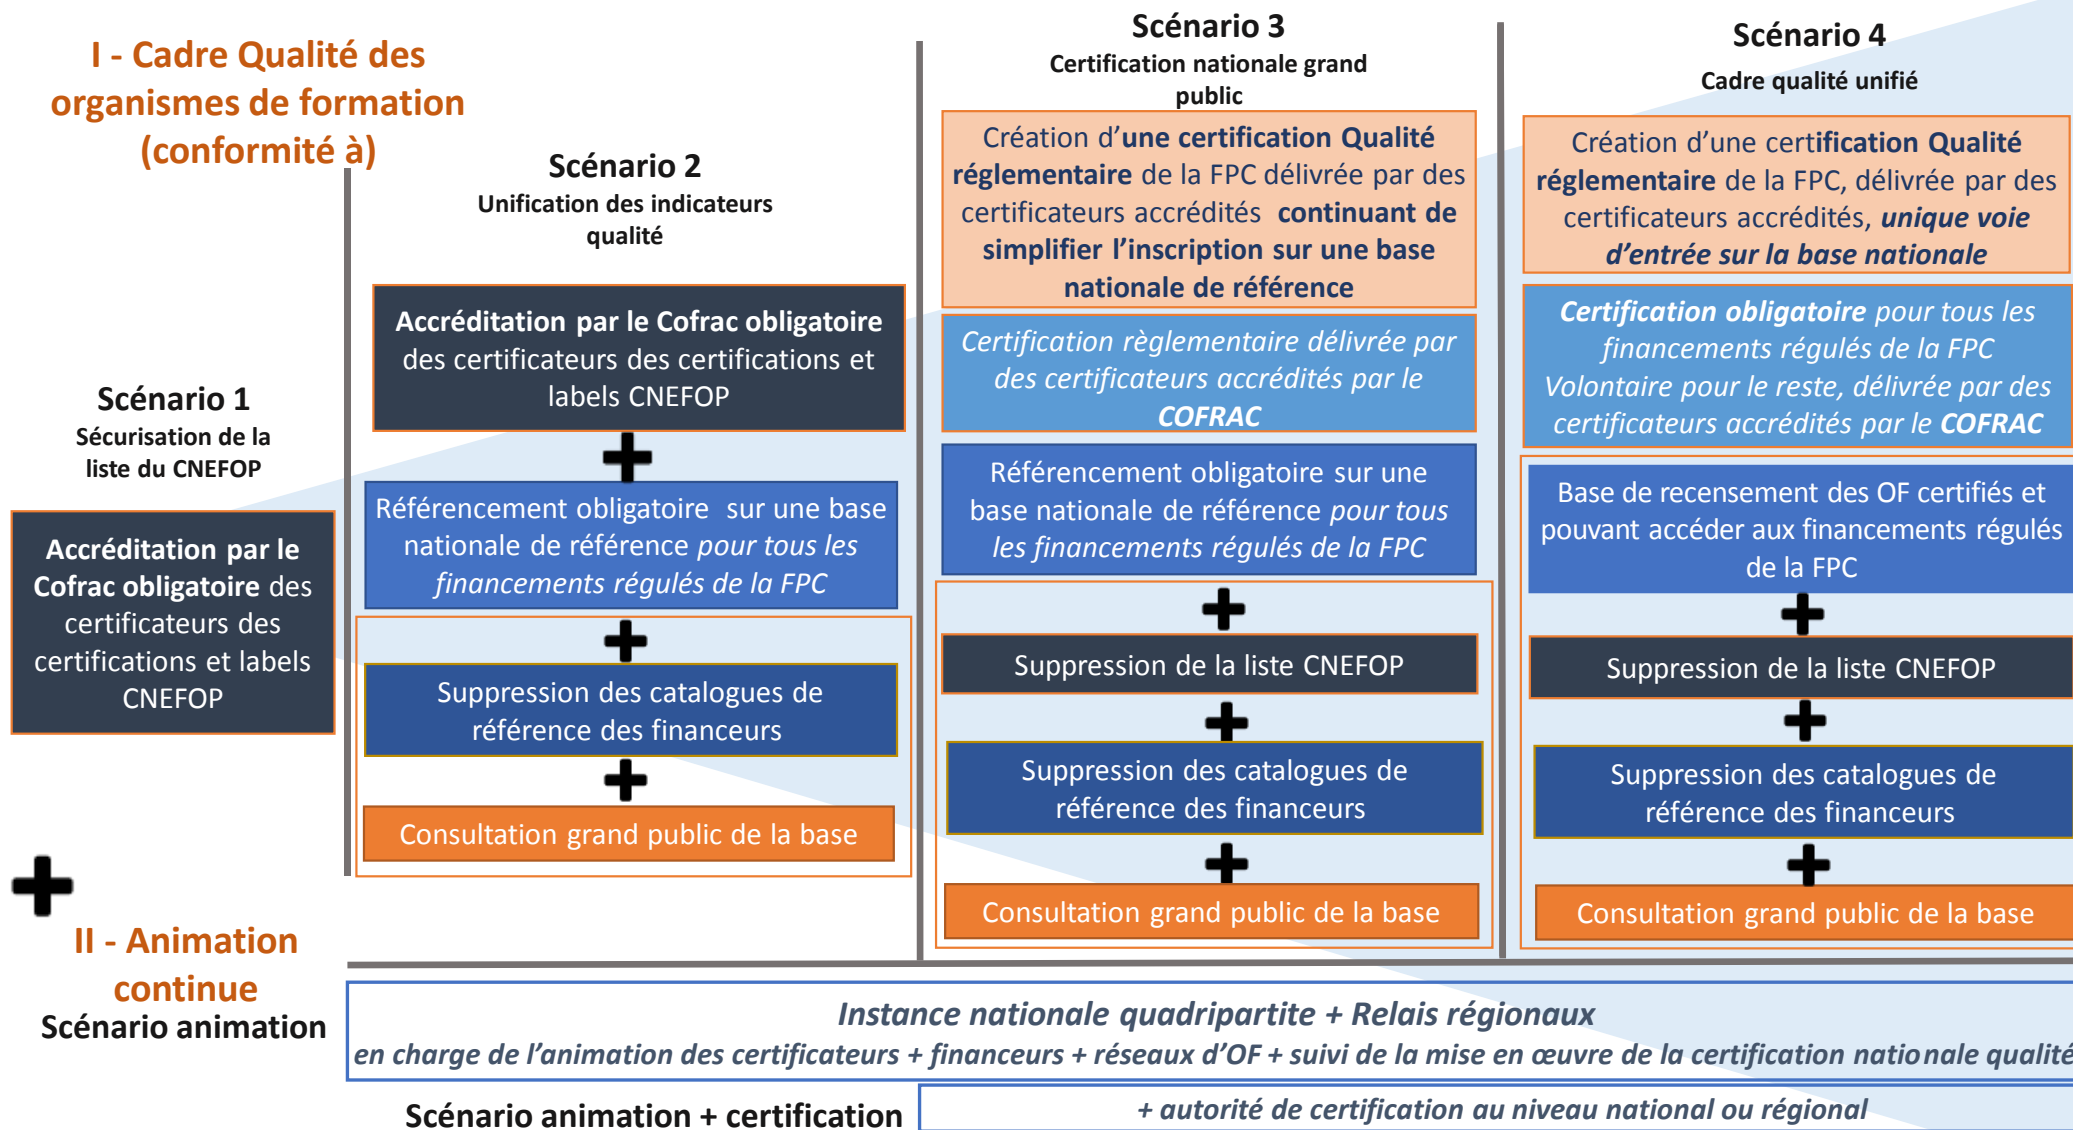 I - Cadre Qualité des
organismes de formation
(conformité à)
Scénario 1
Sécurisation de la
liste du CNEFOP
Accréditation par le
Cofrac obligatoire des
certificateurs des
certifications et labels
CNEFOP
Scénario 2
Unification des indicateurs
qualité
Accréditation par le Cofrac obligatoire
des certificateurs des certifications et
labels CNEFOP
+
Référencement obligatoire sur une base
nationale de référence pour tous les
financements régulés de la FPC
+
Suppression des catalogues de
référence des financeurs
+
Consultation grand public de la base
Scénario 3
Certification nationale grand
public
Création d'une certification Qualité
réglementaire de la FPC délivrée par des
certificateurs accrédités continuant de
simplifier l'inscription sur une base
nationale de référence
Certification règlementaire délivrée par
des certificateurs accrédités par le
COFRAC
Référencement obligatoire sur une
base nationale de référence pour tous
les financements régulés de la FPC
+
Suppression de la liste CNEFOP
+
Suppression des catalogues de
référence des financeurs
+
Consultation grand public de la base
Scénario 4
Cadre qualité unifié
Création d'une certification Qualité
réglementaire de la FPC, délivrée par des
certificateurs accrédités, unique voie
d'entrée sur la base nationale
Certification obligatoire pour tous les
financements régulés de la FPC
Volontaire pour le reste, délivrée par des
certificateurs accrédités par le COFRAC
Base de recensement des OF certifiés et
pouvant accéder aux financements régulés
de la FPC
+
Suppression de la liste CNEFOP
+
Suppression des catalogues de
référence des financeurs
+
Consultation grand public de la base
+
II - Animation
continue
Scénario animation
Instance nationale quadripartite + Relais régionaux
en charge de l'animation des certificateurs + financeurs + réseaux d'OF + suivi de la mise en œuvre de la certification nationale qualité
Scénario animation + certification
+ autorité de certification au niveau national ou régional